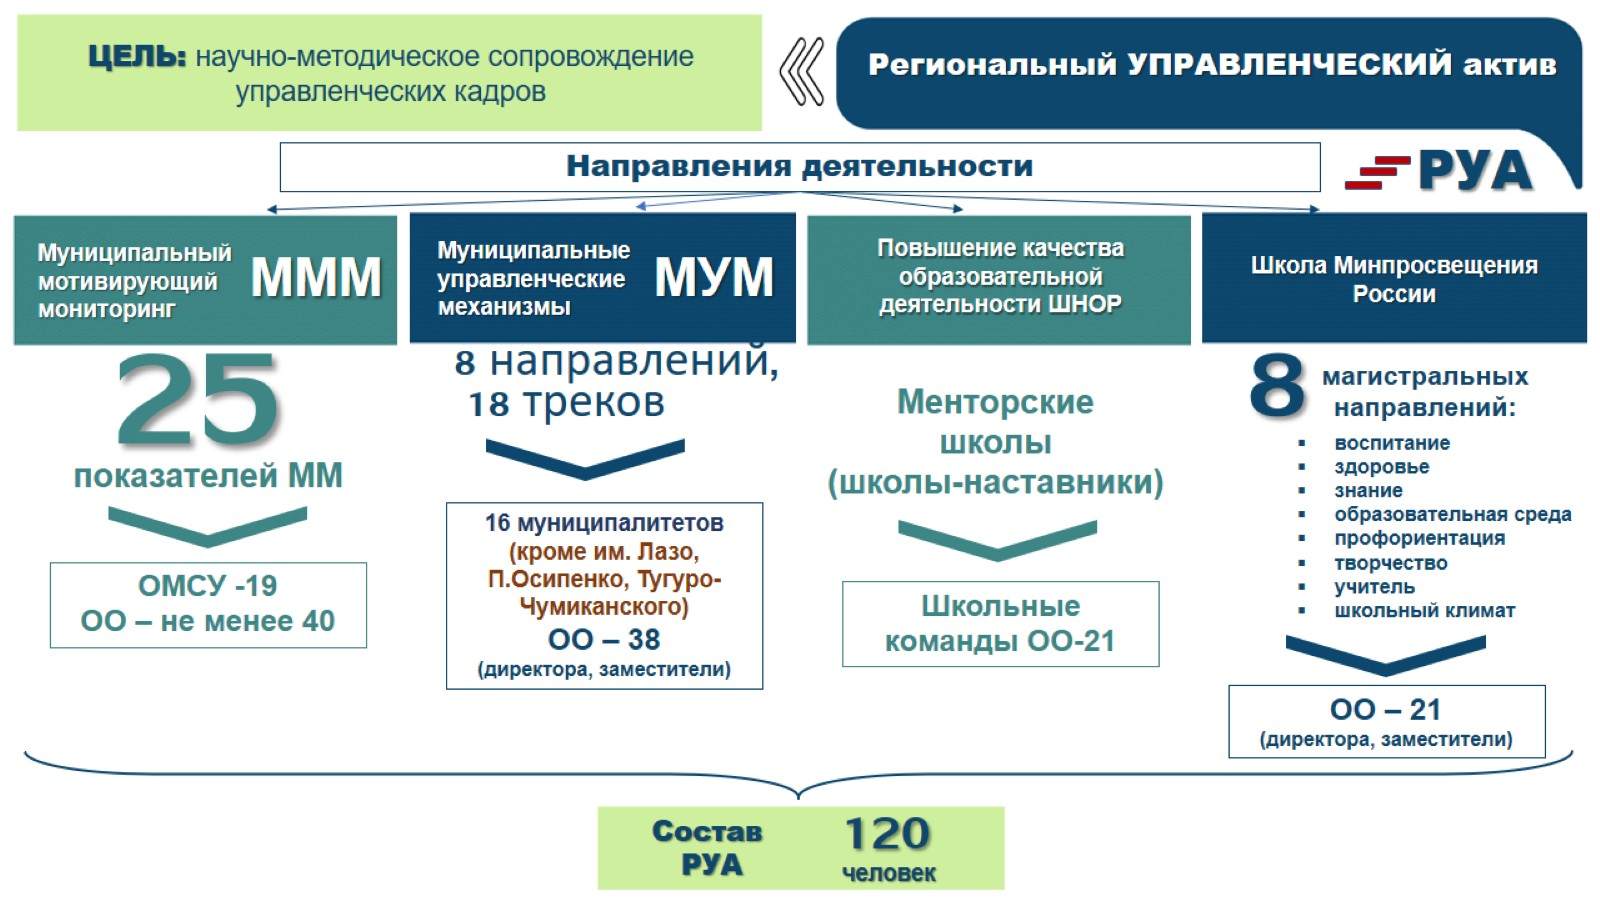 ЦЕЛЬ: научно-методическое сопровождение
управленческих кадров
Региональный УПРАВЛЕНЧЕСКИЙ актив
РУА
Направления деятельности
Муниципальный
мотивирующий
мониторинг
МММ
25
показателей ММ
ОМСУ -19
ОО – не менее 40
Муниципальные
управленческие
механизмы
МУМ
8 направлений,
18 треков
16 муниципалитетов
(кроме им. Лазо,
П.Осипенко, Тугуро-
Чумиканского)
ОО – 38
(директора, заместители)
Повышение качества
образовательной
деятельности ШНОР
Менторские
школы
(школы-наставники)
Школьные
команды ОО-21
Школа Минпросвещения
России
8 магистральных
направлений:
▪ воспитание
▪ здоровье
▪ знание
▪ образовательная среда
▪ профориентация
▪ творчество
▪ учитель
▪ школьный климат
ОО – 21
(директора, заместители)
Состав
РУА
120
человек